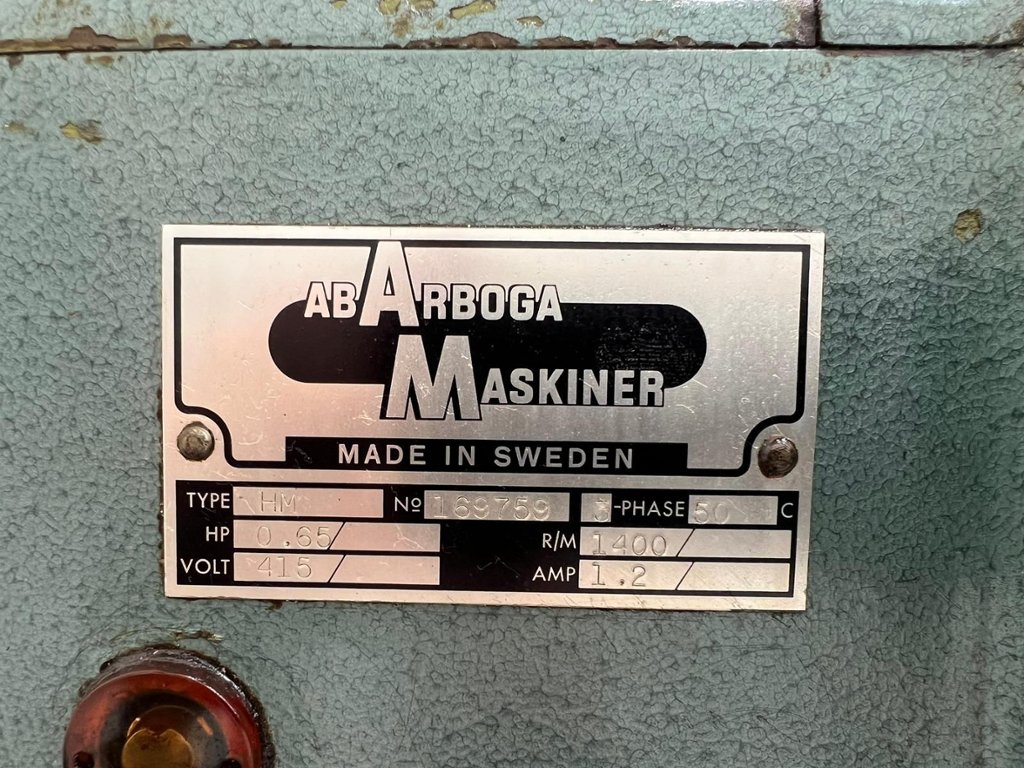 AB ARBOGA
MASKINER
MADE IN SWEDEN
TYPE HM No 169759 3-PHASE 50 C
HP 0.65/ R/M 1400/
VOLT 415/ AMP 1.2/